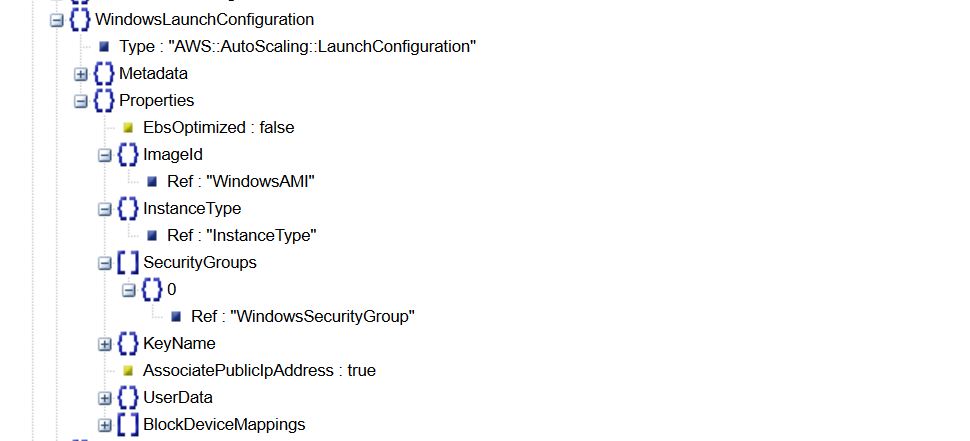 WindowsLaunchConfiguration
Type : "AWS::AutoScaling::LaunchConfiguration"
Metadata
Properties
EbsOptimized : false
ImageId
Ref : "WindowsAMI"
InstanceType
Ref : "InstanceType"
SecurityGroups
0
Ref : "WindowsSecurityGroup"
KeyName
AssociatePublicIpAddress : true
UserData
BlockDeviceMappings